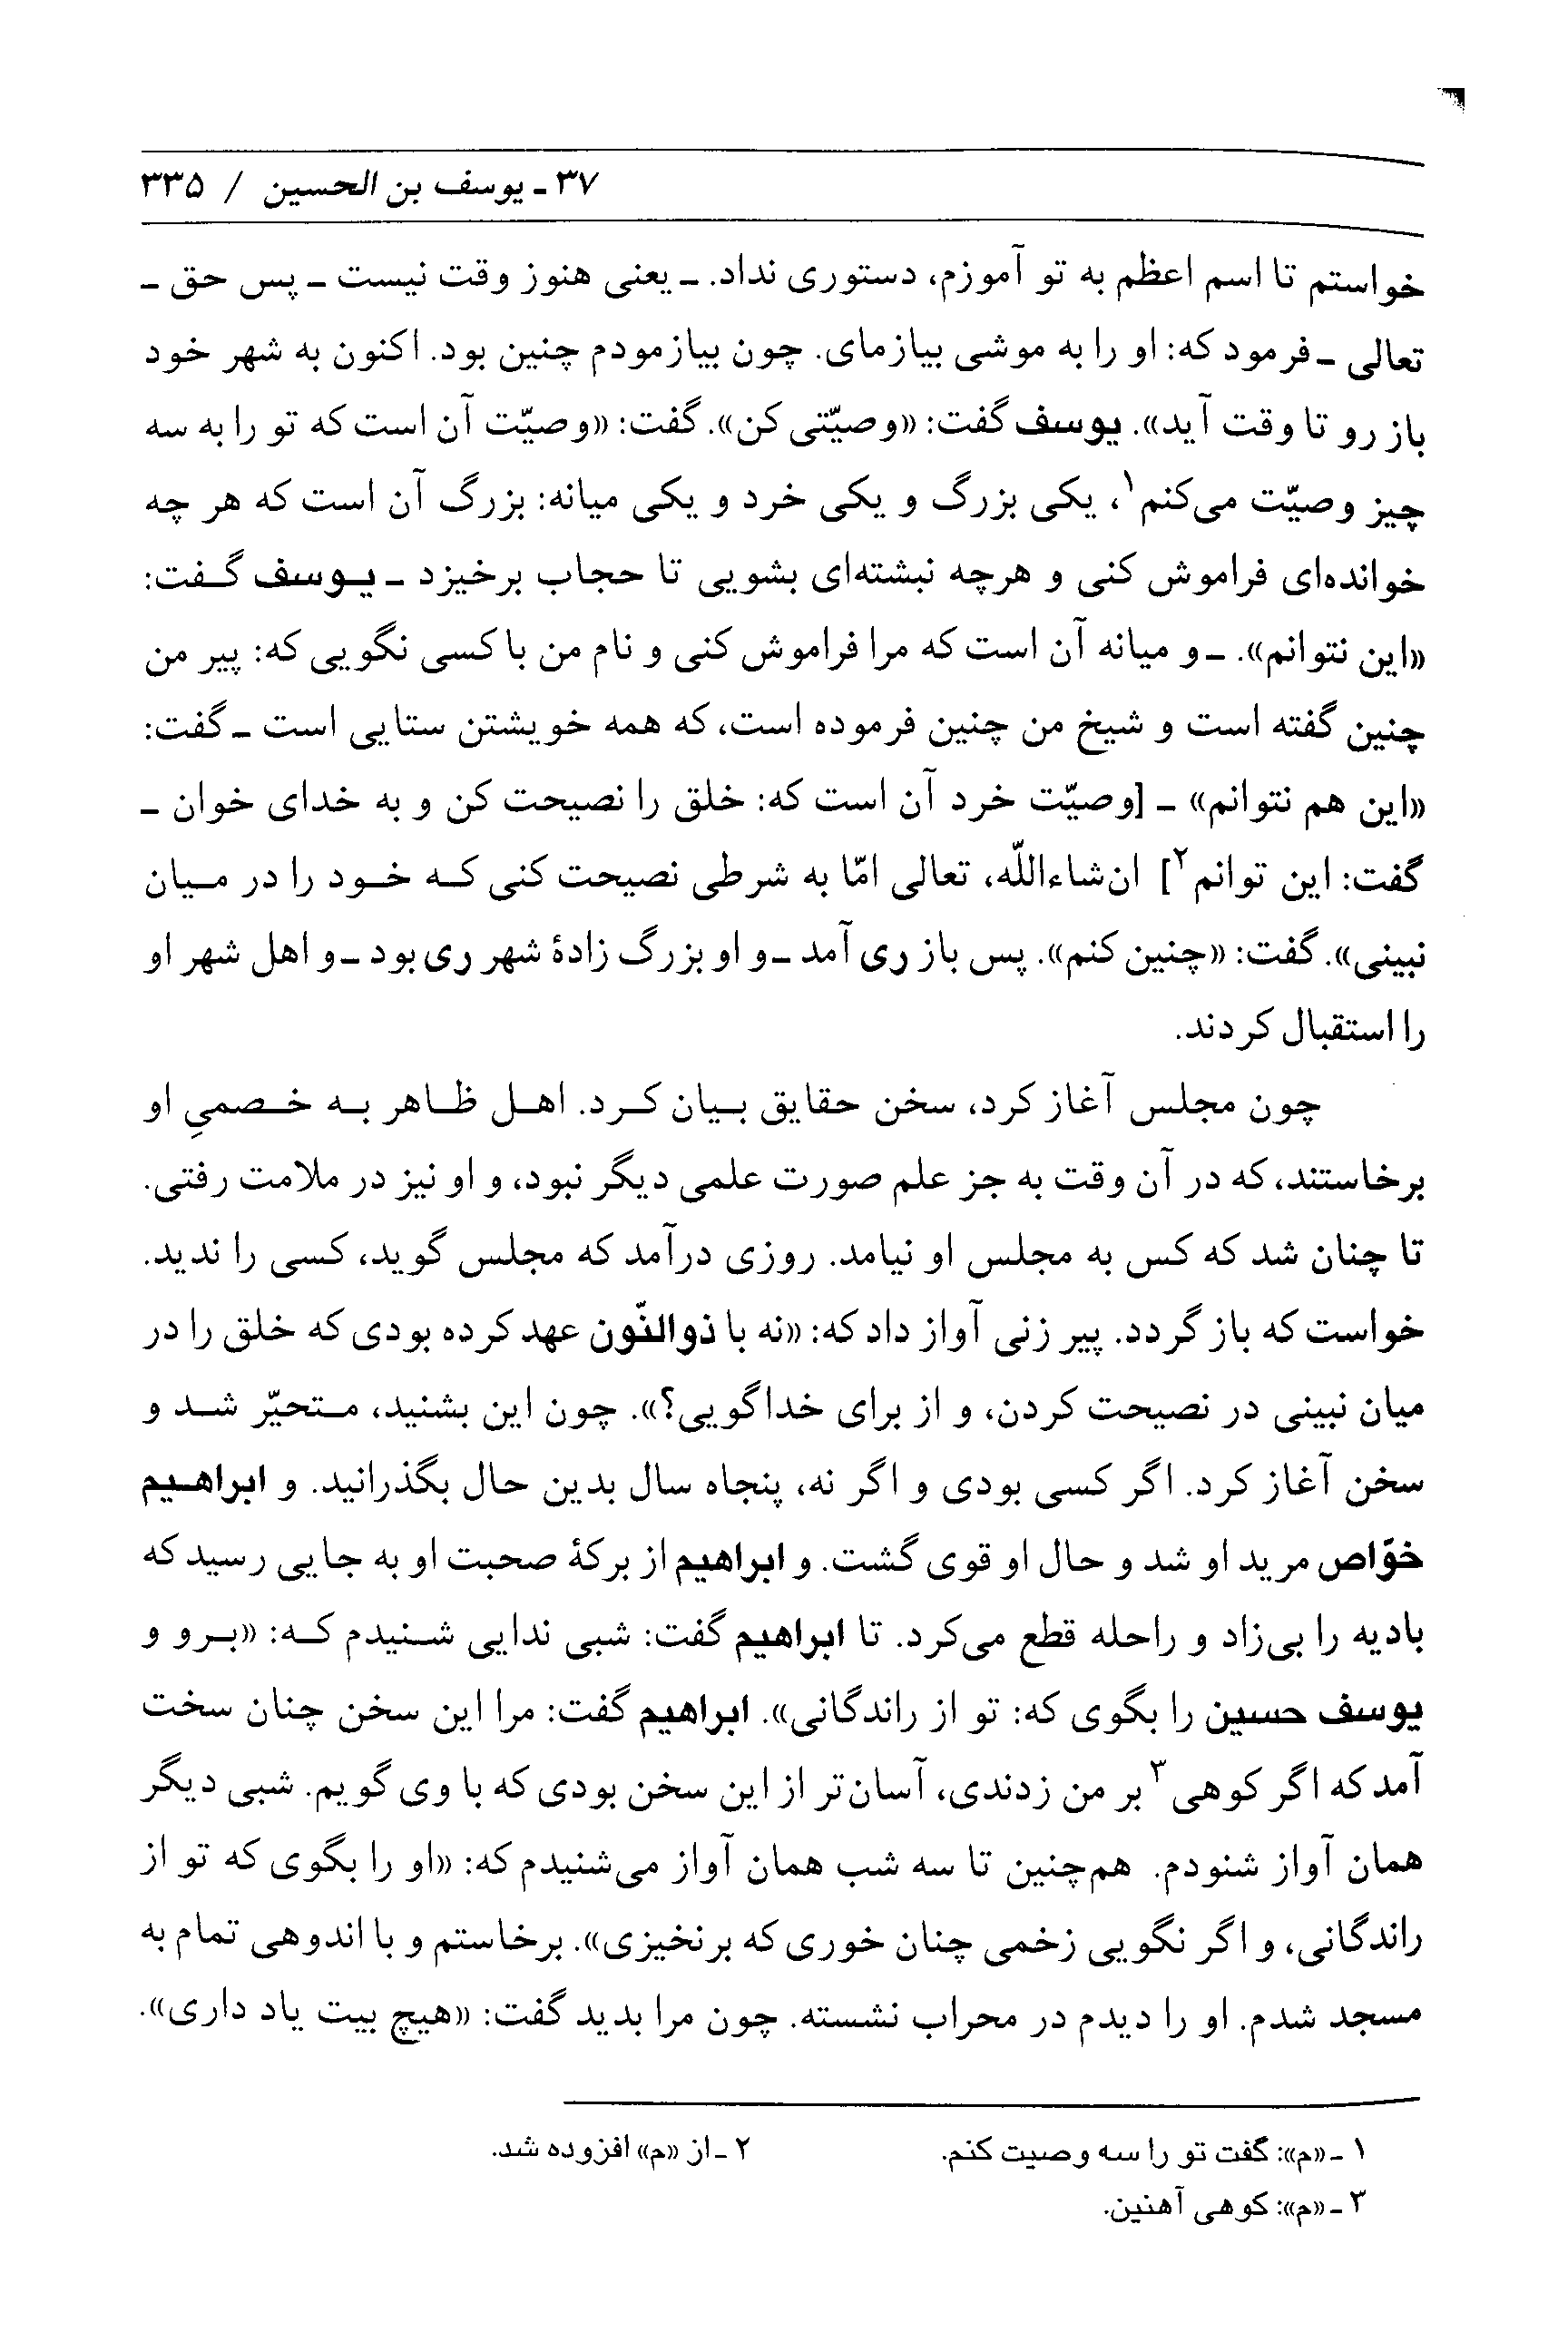 ۳۷ ـ یوسف بن الحسین / ۳۳۵
خواستم تا اسم اعظم به تو آموزم، دستوری نداد. ـ یعنی هنوز وقت نیست ـ پس حق ـ
تعالی ـ فرمود که: او را به موشی بیازمای. چون بیازمودم چنین بود. اکنون به شهر خود
باز رو تا وقت آید». یوسف گفت: «وصیّتی کن». گفت: «وصیّت آن است که تو را به سه
چیز وصیّت می‌کنم۱، یکی بزرگ و یکی خرد و یکی میانه: بزرگ آن است که هر چه
خوانده‌ای فراموش کنی و هرچه نبشته‌ای بشویی تا حجاب برخیزد ـ یوسف گفت:
«این نتوانم». ـ و میانه آن است که مرا فراموش کنی و نام من با کسی نگویی که: پیر من
چنین گفته است و شیخ من چنین فرموده است، که همه خویشتن ستایی است ـ گفت:
«این هم نتوانم» ـ [وصیّت خرد آن است که: خلق را نصیحت کن و به خدای خوان ـ
گفت: این توانم۲] ان‌شاءاللّه، تعالی امّا به شرطی نصیحت کنی که خود را در میان
نبینی». گفت: «چنین کنم». پس باز ری آمد ـ و او بزرگ زادۀ شهر ری بود ـ و اهل شهر او
را استقبال کردند.
چون مجلس آغاز کرد، سخن حقایق بیان کرد. اهل ظاهر به خصمیِ او
برخاستند، که در آن وقت به جز علم صورت علمی دیگر نبود، و او نیز در ملامت رفتی.
تا چنان شد که کس به مجلس او نیامد. روزی درآمد که مجلس گوید، کسی را ندید.
خواست که باز گردد. پیر زنی آواز داد که: «نه با ذوالنّون عهد کرده بودی که خلق را در
میان نبینی در نصیحت کردن، و از برای خدا گویی؟». چون این بشنید، متحیّر شد و
سخن آغاز کرد. اگر کسی بودی و اگر نه، پنجاه سال بدین حال بگذرانید. و ابراهیم
خوّاص مرید او شد و حال او قوی گشت. و ابراهیم از برکۀ صحبت او به جایی رسید که
بادیه را بی‌زاد و راحله قطع می‌کرد. تا ابراهیم گفت: شبی ندایی شنیدم که: «برو و
یوسف حسین را بگوی که: تو از راندگانی». ابراهیم گفت: مرا این سخن چنان سخت
آمد که اگر کوهی۳ بر من زدندی، آسان‌تر از این سخن بودی که با وی گویم. شبی دیگر
همان آواز شنودم. هم‌چنین تا سه شب همان آواز می‌شنیدم که: «او را بگوی که تو از
راندگانی، و اگر نگویی زخمی چنان خوری که برنخیزی». برخاستم و با اندوهی تمام به
مسجد شدم. او را دیدم در محراب نشسته. چون مرا بدید گفت: «هیچ بیت یاد داری».
۱ ـ «م»: گفت تو را سه وصیت کنم. ۲ ـ از «م» افزوده شد.
۳ ـ «م»: کوهی آهنین.